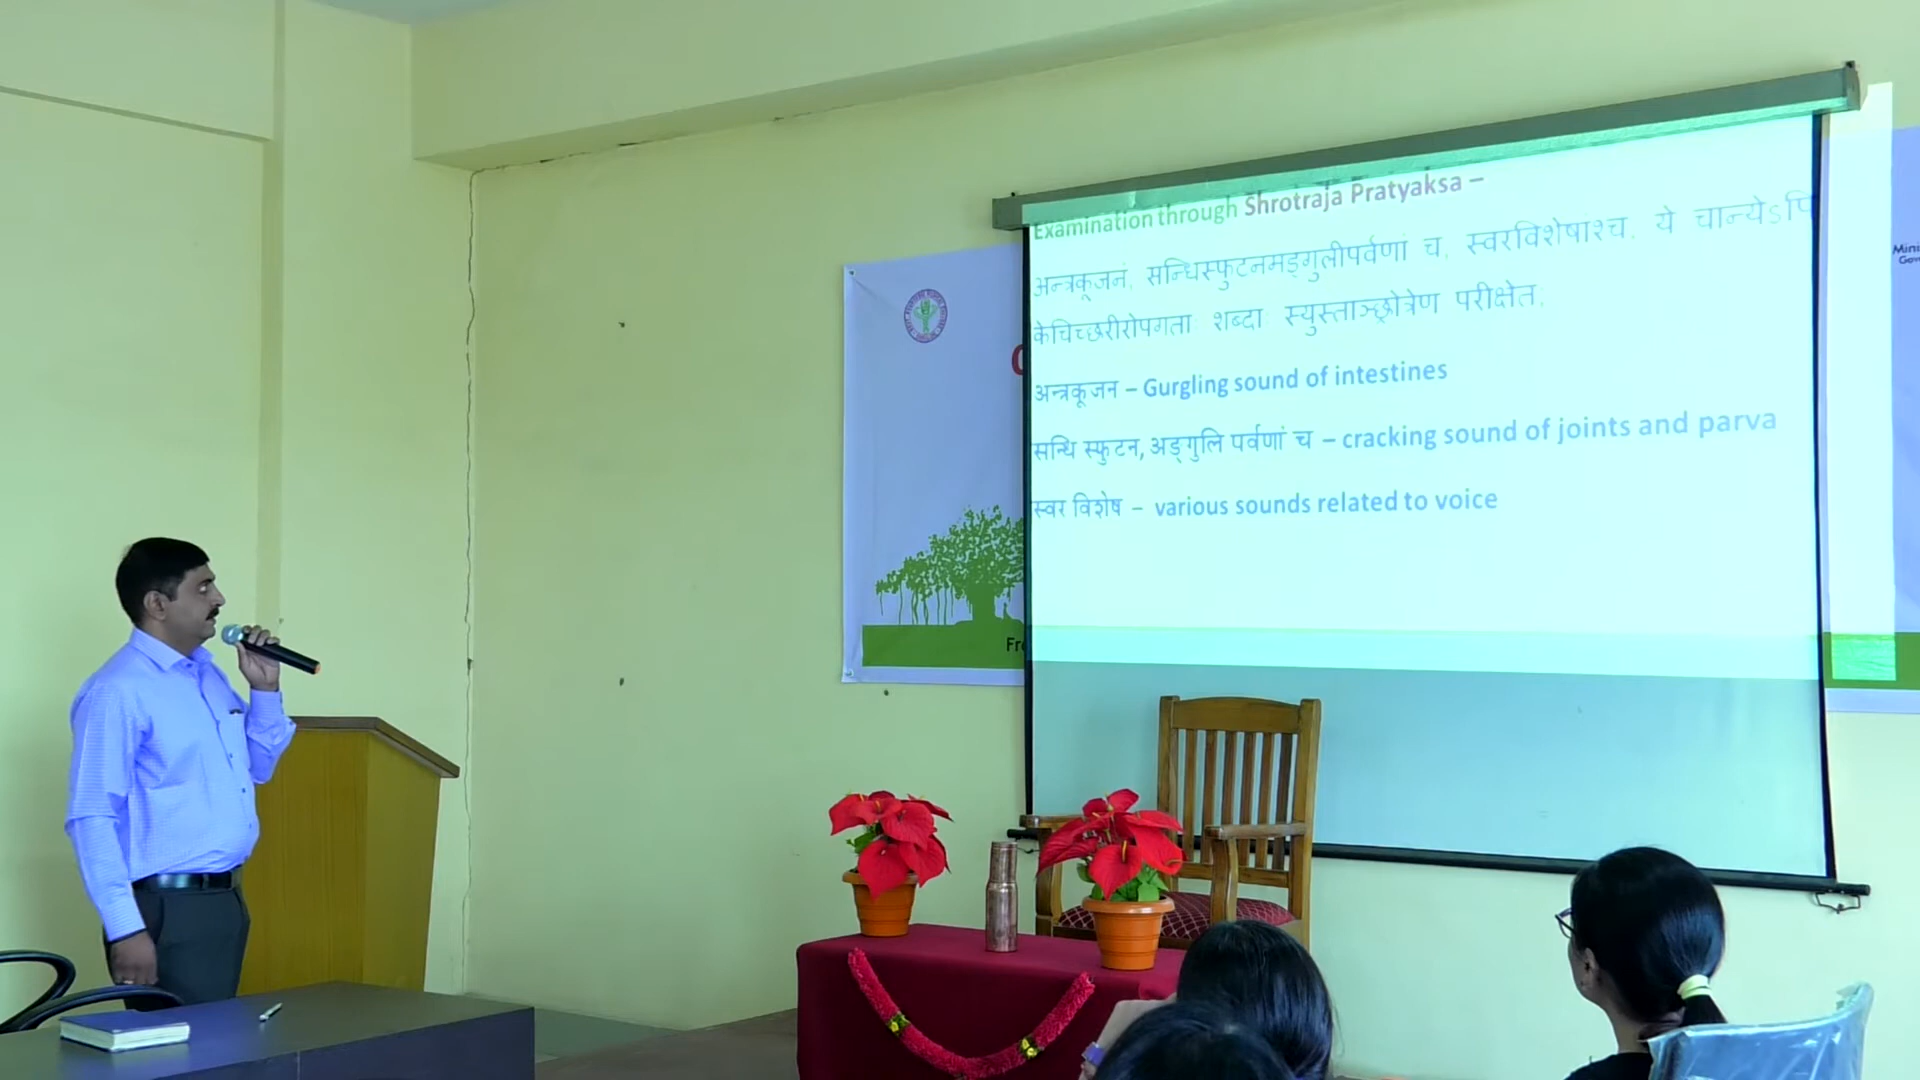 Examination through Shrotraja Pratyaksa –
अन्त्रकूजनं, सन्धिस्फुटनमङ्गुलीपर्वणां च, स्वरविशेषाश्च, ये चान्येऽपि
केचिच्छरीरोपगताः शब्दाः स्युस्ताञ्छ्रोत्रेण परीक्षेत;
अन्त्रकूजन – Gurgling sound of intestines
सन्धि स्फुटन, अङ्गुलि पर्वणां च – cracking sound of joints and parva
स्वर विशेष – various sounds related to voice